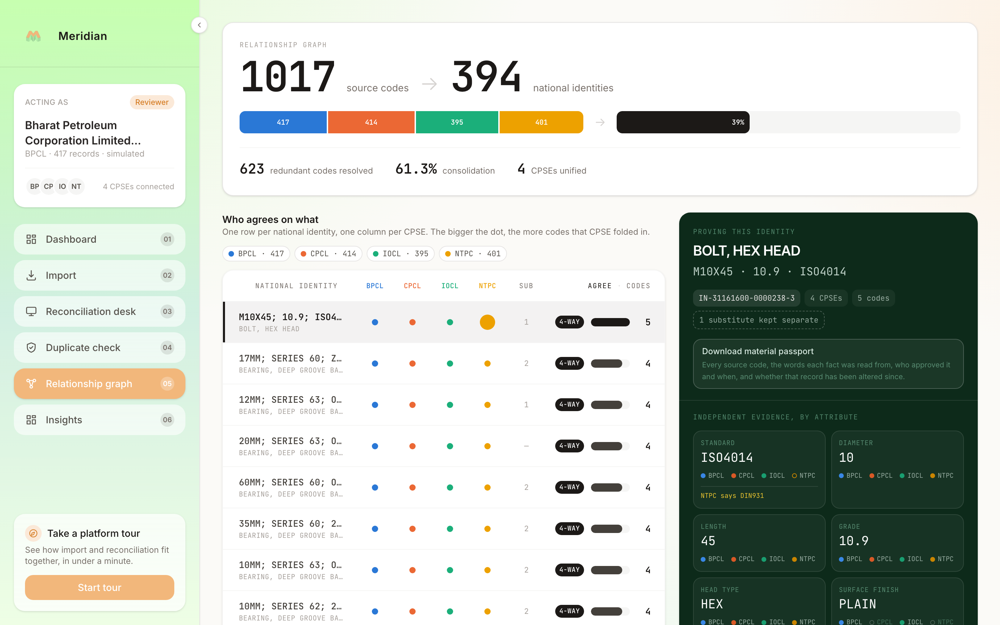 Meridian
ACTING AS
Reviewer
Bharat Petroleum
Corporation Limited...
BPCL · 417 records · simulated
BP CP IO NT
4 CPSEs connected
Dashboard 01
Import 02
Reconciliation desk 03
Duplicate check 04
Relationship graph 05
Insights 06
Take a platform tour
See how import and reconciliation fit
together, in under a minute.
Start tour
RELATIONSHIP GRAPH
1017 source codes → 394 national identities
417 414 395 401 → 39%
623 redundant codes resolved 61.3% consolidation 4 CPSEs unified
Who agrees on what
One row per national identity, one column per CPSE. The bigger the dot, the more codes that CPSE folded in.
BPCL · 417 CPCL · 414 IOCL · 395 NTPC · 401
NATIONAL IDENTITY BPCL CPCL IOCL NTPC SUB AGREE · CODES
M10X45; 10.9; ISO4… 1 4-WAY 5
BOLT, HEX HEAD
17MM; SERIES 60; Z… 2 4-WAY 4
BEARING, DEEP GROOVE BA…
12MM; SERIES 63; O… 1 4-WAY 4
BEARING, DEEP GROOVE BA…
20MM; SERIES 63; O… — 4-WAY 4
BEARING, DEEP GROOVE BA…
60MM; SERIES 60; O… 2 4-WAY 4
BEARING, DEEP GROOVE BA…
35MM; SERIES 60; 2… 2 4-WAY 4
BEARING, DEEP GROOVE BA…
10MM; SERIES 63; O… 2 4-WAY 4
BEARING, DEEP GROOVE BA…
10MM; SERIES 62; 2… 2 4-WAY 4
BEARING, DEEP GROOVE BA…
PROVING THIS IDENTITY
BOLT, HEX HEAD
M10X45 · 10.9 · ISO4014
IN-31161600-0000238-3 4 CPSEs 5 codes
1 substitute kept separate
Download material passport
Every source code, the words each fact was read from, who approved it
and when, and whether that record has been altered since.
INDEPENDENT EVIDENCE, BY ATTRIBUTE
STANDARD
ISO4014
BPCL CPCL IOCL NTPC
NTPC says DIN931
DIAMETER
10
BPCL CPCL IOCL NTPC
LENGTH
45
BPCL CPCL IOCL NTPC
GRADE
10.9
BPCL CPCL IOCL NTPC
HEAD TYPE
HEX
BPCL CPCL IOCL NTPC
SURFACE FINISH
PLAIN
BPCL CPCL IOCL NTPC